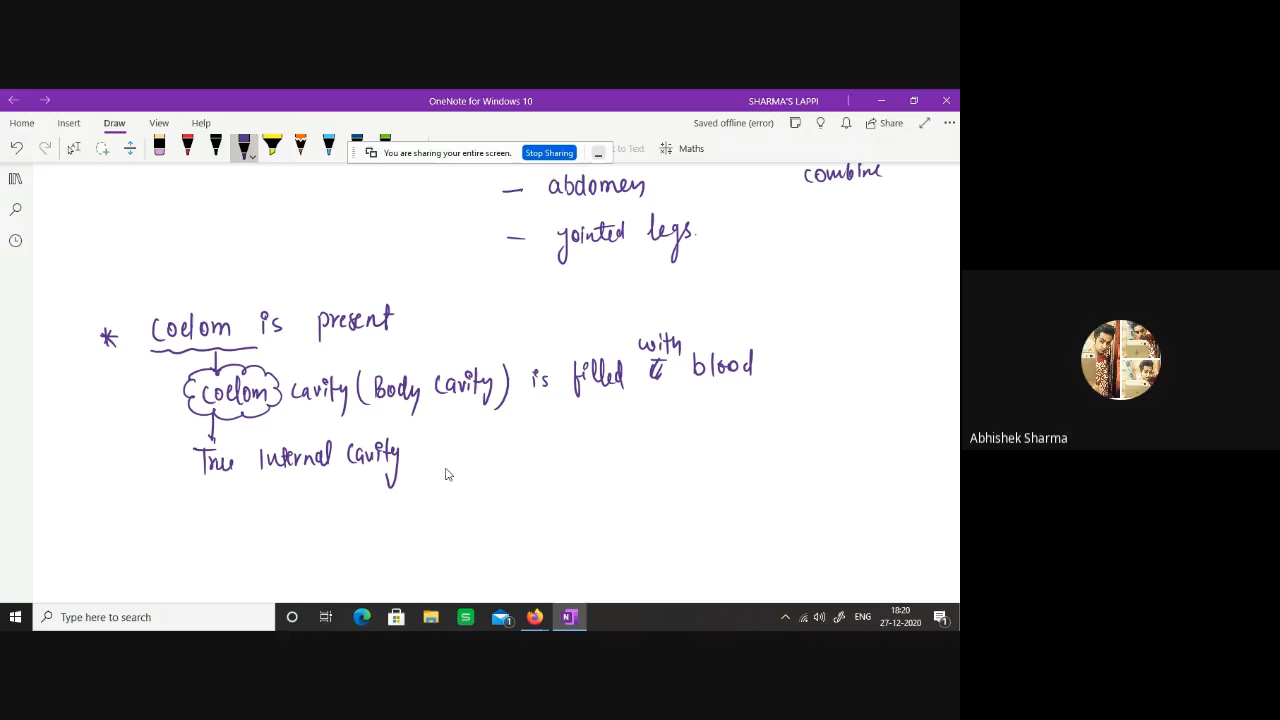 OneNote for Windows 10
SHARMA'S LAPPI
Home Insert Draw View Help
Saved offline (error)
Share
You are sharing your entire screen.
Stop Sharing
to Text
Maths
combine
— abdomen
— jointed legs.
* Coelom is present
coelom cavity (Body cavity) is filled with blood
True Internal Cavity
Abhishek Sharma
Type here to search
ENG
18:20
27-12-2020